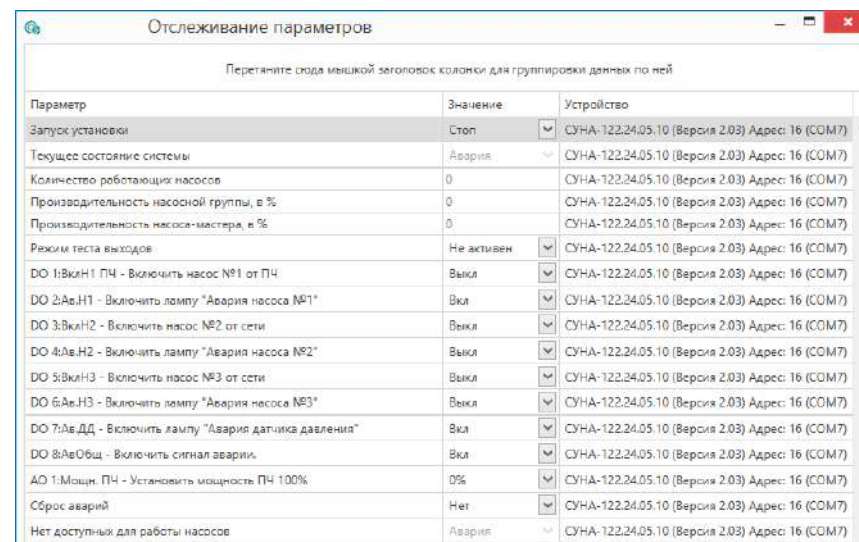 Отслеживание параметров
Перетяните сюда мышкой заголовок колонки для группировки данных по ней
Параметр Значение Устройство
Запуск установки Стоп СУНА-122.24.05.10 (Версия 2.03) Адрес: 16 (COM7)
Текущее состояние системы Авария СУНА-122.24.05.10 (Версия 2.03) Адрес: 16 (COM7)
Количество работающих насосов 0 СУНА-122.24.05.10 (Версия 2.03) Адрес: 16 (COM7)
Производительность насосной группы, в % 0 СУНА-122.24.05.10 (Версия 2.03) Адрес: 16 (COM7)
Производительность насоса-мастера, в % 0 СУНА-122.24.05.10 (Версия 2.03) Адрес: 16 (COM7)
Режим теста выходов Не активен СУНА-122.24.05.10 (Версия 2.03) Адрес: 16 (COM7)
DO 1:ВклН1 ПЧ - Включить насос №1 от ПЧ Выкл СУНА-122.24.05.10 (Версия 2.03) Адрес: 16 (COM7)
DO 2:Ав.Н1 - Включить лампу "Авария насоса №1" Вкл СУНА-122.24.05.10 (Версия 2.03) Адрес: 16 (COM7)
DO 3:ВклН2 - Включить насос №2 от сети Выкл СУНА-122.24.05.10 (Версия 2.03) Адрес: 16 (COM7)
DO 4:Ав.Н2 - Включить лампу "Авария насоса №2" Выкл СУНА-122.24.05.10 (Версия 2.03) Адрес: 16 (COM7)
DO 5:ВклН3 - Включить насос №3 от сети Выкл СУНА-122.24.05.10 (Версия 2.03) Адрес: 16 (COM7)
DO 6:Ав.Н3 - Включить лампу "Авария насоса №3" Выкл СУНА-122.24.05.10 (Версия 2.03) Адрес: 16 (COM7)
DO 7:Ав.ДД - Включить лампу "Авария датчика давления" Вкл СУНА-122.24.05.10 (Версия 2.03) Адрес: 16 (COM7)
DO 8:АвОбщ - Включить сигнал аварии. Вкл СУНА-122.24.05.10 (Версия 2.03) Адрес: 16 (COM7)
АО 1:Мощн. ПЧ - Установить мощность ПЧ 100% 0% СУНА-122.24.05.10 (Версия 2.03) Адрес: 16 (COM7)
Сброс аварий Нет СУНА-122.24.05.10 (Версия 2.03) Адрес: 16 (COM7)
Нет доступных для работы насосов Авария СУНА-122.24.05.10 (Версия 2.03) Адрес: 16 (COM7)